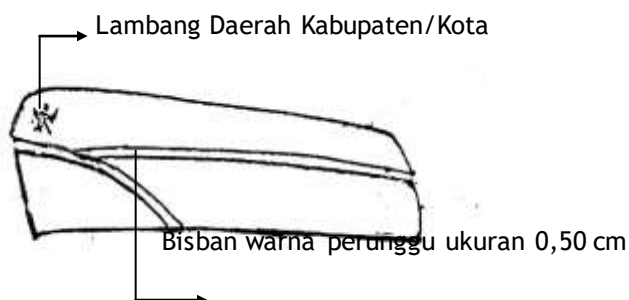 Lambang Daerah Kabupaten/Kota
Bisban warna perunggu ukuran 0,50 cm